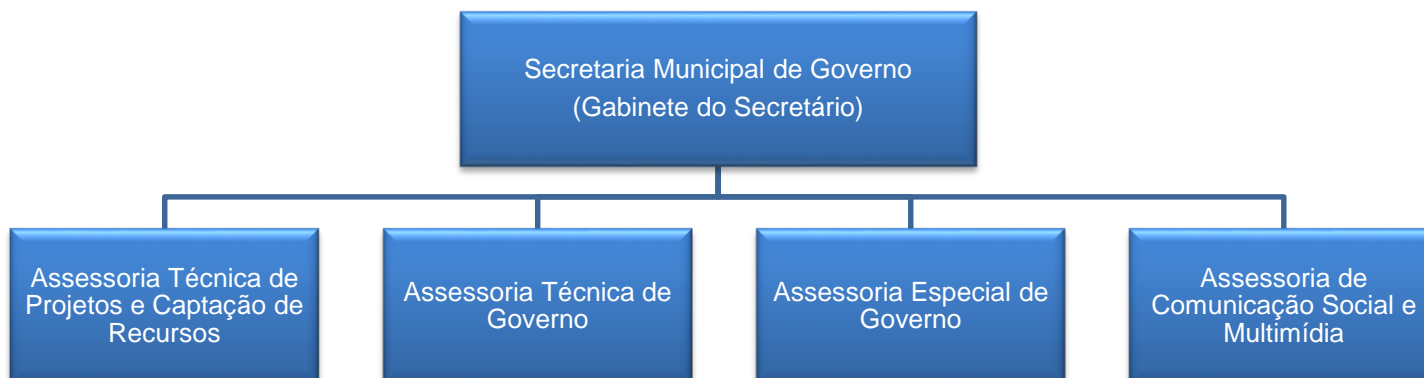 Secretaria Municipal de Governo
(Gabinete do Secretário)
Assessoria Técnica de
Projetos e Captação de
Recursos
Assessoria Técnica de
Governo
Assessoria Especial de
Governo
Assessoria de
Comunicação Social e
Multimídia